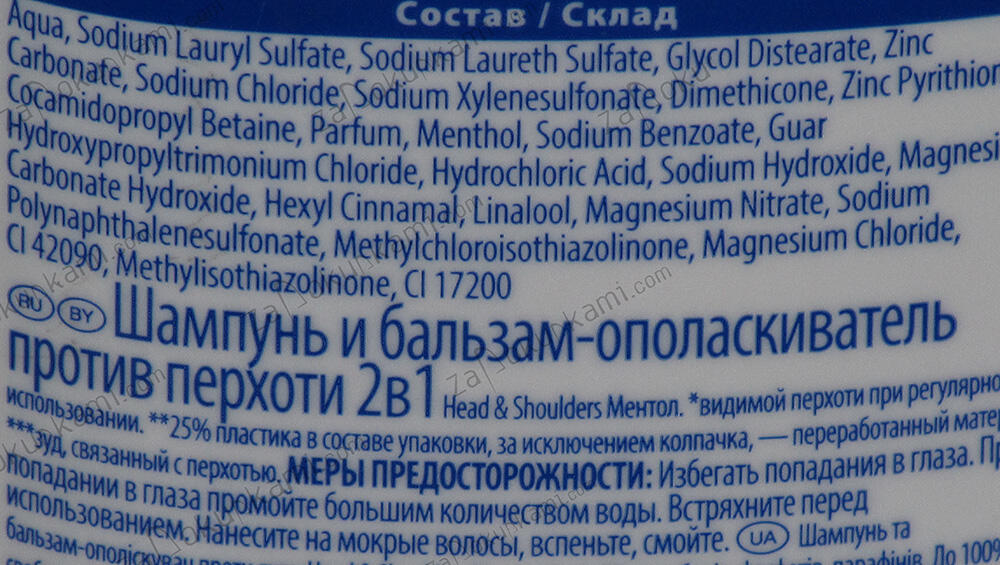 Состав / Склад
Aqua, Sodium Lauryl Sulfate, Sodium Laureth Sulfate, Glycol Distearate, Zinc
Carbonate, Sodium Chloride, Sodium Xylenesulfonate, Dimethicone, Zinc Pyrithion
Cocamidopropyl Betaine, Parfum, Menthol, Sodium Benzoate, Guar
Hydroxypropyltrimonium Chloride, Hydrochloric Acid, Sodium Hydroxide, Magnesi
Carbonate Hydroxide, Hexyl Cinnamal, Linalool, Magnesium Nitrate, Sodium
Polynaphthalenesulfonate, Methylchloroisothiazolinone, Magnesium Chloride,
CI 42090, Methylisothiazolinone, CI 17200
RU BY Шампунь и бальзам-ополаскиватель
против перхоти 2в1 Head & Shoulders Ментол. *видимой перхоти при регулярно
использовании. **25% пластика в составе упаковки, за исключением колпачка, — переработанный мате
***зуд, связанный с перхотью. МЕРЫ ПРЕДОСТОРОЖНОСТИ: Избегать попадания в глаза. П
попадании в глаза промойте большим количеством воды. Встряхните перед
использованием. Нанесите на мокрые волосы, вспеньте, смойте. UA Шампунь та
бальзам-ополіскувач До 100%